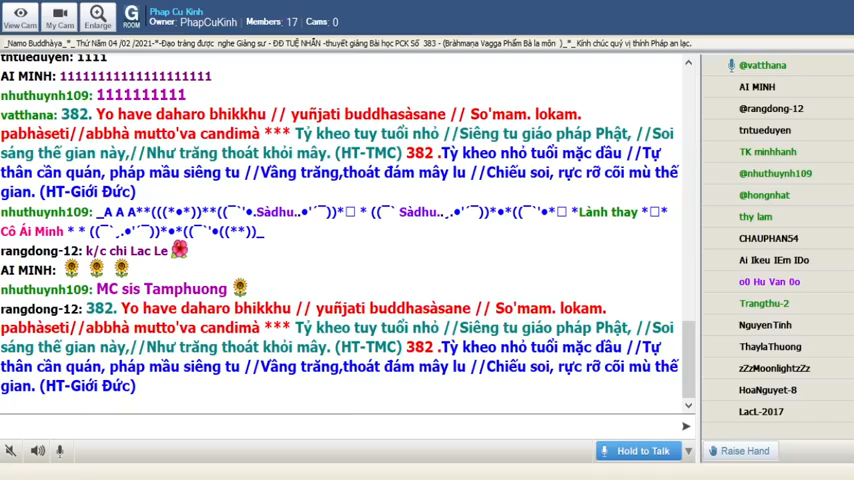 View Cam
My Cam
Enlarge
G
ROOM
Phap Cu Kinh
Owner: PhapCuKinh , Members: 17 , Cams: 0
_Namo Buddhàya_*_ Thứ Năm 04 /02 /2021-*-Đạo tràng được nghe Giảng sư - ĐĐ TUỆ NHÂN -thuyết giảng Bài học PCK Số 383 - (Bràhmaṇa Vagga Phẩm Bà la môn )_*_Kính chúc quý vị thính Pháp an lạc.
tntueduyen: 1111
AI MINH: 11111111111111111111
nhuthuynh109: 1111111111
vatthana: 382. Yo have daharo bhikkhu // yuñjati buddhasàsane // So'mam. lokam.
pabhàseti//abbhà mutto'va candimà *** Tỷ kheo tuy tuổi nhỏ //Siêng tu giáo pháp Phật, //Soi
sáng thế gian này,//Như trăng thoát khỏi mây. (HT-TMC) 382 .Tỳ kheo nhỏ tuổi mặc dầu //Tự
thân cần quán, pháp mầu siêng tu //Vầng trăng,thoát đám mây lu //Chiếu soi, rực rỡ cõi mù thế
gian. (HT-Giới Đức)
nhuthuynh109: _A A A**(((*•*))**((¯`'•.Sàdhu..•'´¯))*□ * ((¯` Sàdhu..¸.•'´¯))*•*((¯`'•*□ *Lành thay *□*
Cô Ái Minh * * ((¯`¸.•'´¯))*•*((¯`'•((**))_
rangdong-12: k/c chi Lac Le
AI MINH:
nhuthuynh109: MC sis Tamphuong
rangdong-12: 382. Yo have daharo bhikkhu // yuñjati buddhasàsane // So'mam. lokam.
pabhàseti//abbhà mutto'va candimà *** Tỷ kheo tuy tuổi nhỏ //Siêng tu giáo pháp Phật, //Soi
sáng thế gian này,//Như trăng thoát khỏi mây. (HT-TMC) 382 .Tỳ kheo nhỏ tuổi mặc dầu //Tự
thân cần quán, pháp mầu siêng tu //Vầng trăng,thoát đám mây lu //Chiếu soi, rực rỡ cõi mù thế
gian. (HT-Giới Đức)
Hold to Talk
Raise Hand
@vatthana
AI MINH
@rangdong-12
tntueduyen
TK minhhanh
@nhuthuynh109
@hongnhat
thy lam
CHAUPHAN54
Ai lkeu IEm IDo
o0 Hu Van 0o
Trangthu-2
NguyenTinh
ThaylaThuong
zZzMoonlightzZz
HoaNguyet-8
LacL-2017